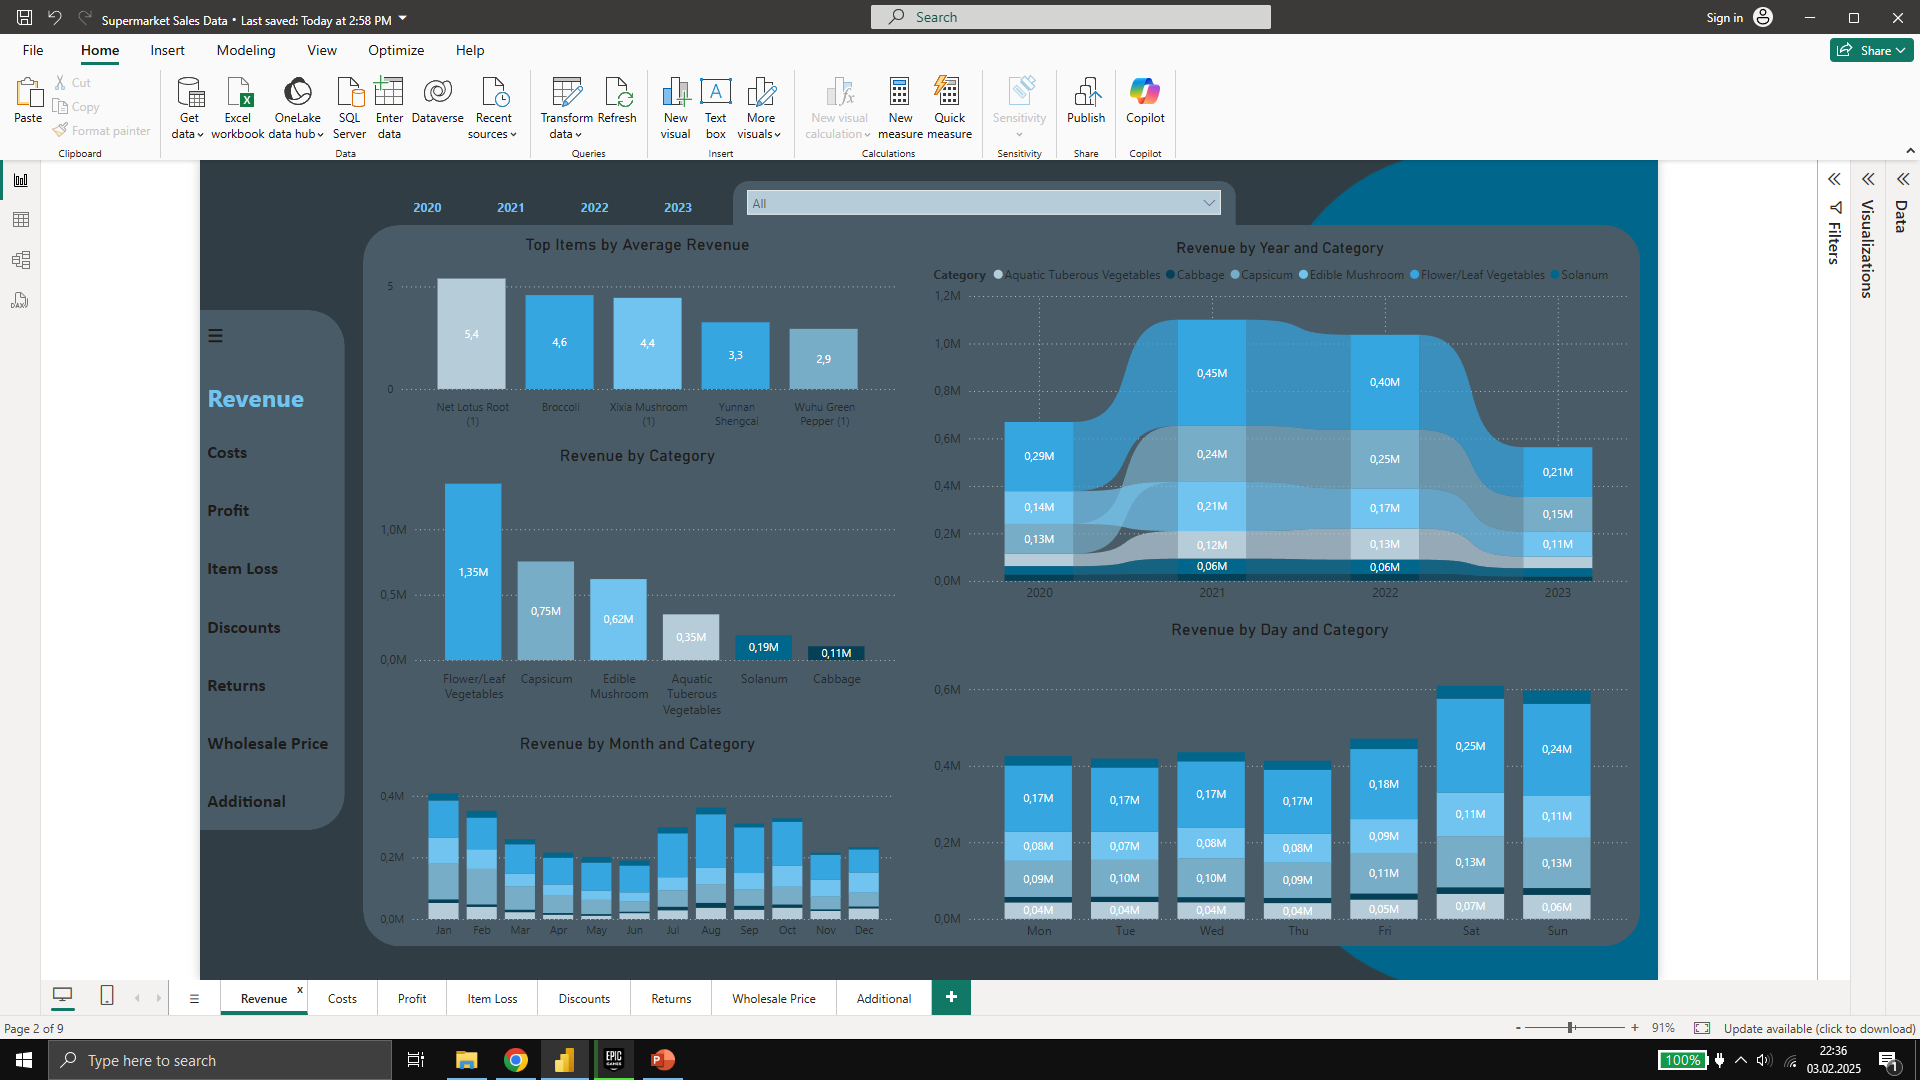 Supermarket Sales Data • Last saved: Today at 2:58 PM
Search
Sign in
File
Home
Insert
Modeling
View
Optimize
Help
Share
Paste
Cut
Copy
Format painter
Clipboard
Get data
Excel workbook
OneLake data hub
SQL Server
Enter data
Dataverse
Recent sources
Data
Transform data
Refresh
Queries
New visual
Text box
More visuals
Insert
New visual calculation
New measure
Quick measure
Calculations
Sensitivity
Sensitivity
Publish
Share
Copilot
Copilot
2020
2021
2022
2023
All
Revenue
Costs
Profit
Item Loss
Discounts
Returns
Wholesale Price
Additional
Top Items by Average Revenue
5
0
5,4
4,6
4,4
3,3
2,9
Net Lotus Root (1)
Broccoli
Xixia Mushroom (1)
Yunnan Shengcai
Wuhu Green Pepper (1)
Revenue by Category
1,0M
0,5M
0,0M
1,35M
0,75M
0,62M
0,35M
0,19M
0,11M
Flower/Leaf Vegetables
Capsicum
Edible Mushroom
Aquatic Tuberous Vegetables
Solanum
Cabbage
Revenue by Month and Category
0,4M
0,2M
0,0M
Jan
Feb
Mar
Apr
May
Jun
Jul
Aug
Sep
Oct
Nov
Dec
Revenue by Year and Category
Category
Aquatic Tuberous Vegetables
Cabbage
Capsicum
Edible Mushroom
Flower/Leaf Vegetables
Solanum
1,2M
1,0M
0,8M
0,6M
0,4M
0,2M
0,0M
0,29M
0,14M
0,13M
0,45M
0,24M
0,21M
0,12M
0,06M
0,40M
0,25M
0,17M
0,13M
0,06M
0,21M
0,15M
0,11M
2020
2021
2022
2023
Revenue by Day and Category
0,6M
0,4M
0,2M
0,0M
0,17M
0,08M
0,09M
0,04M
0,17M
0,07M
0,10M
0,04M
0,17M
0,08M
0,10M
0,04M
0,17M
0,08M
0,09M
0,04M
0,18M
0,09M
0,11M
0,05M
0,25M
0,11M
0,13M
0,07M
0,24M
0,11M
0,13M
0,06M
Mon
Tue
Wed
Thu
Fri
Sat
Sun
Filters
Visualizations
Data
Revenue
x
Costs
Profit
Item Loss
Discounts
Returns
Wholesale Price
Additional
+
Page 2 of 9
- + 91%
Update available (click to download)
Type here to search
EPIC GAMES
P
100%
22:36
03.02.2025
1